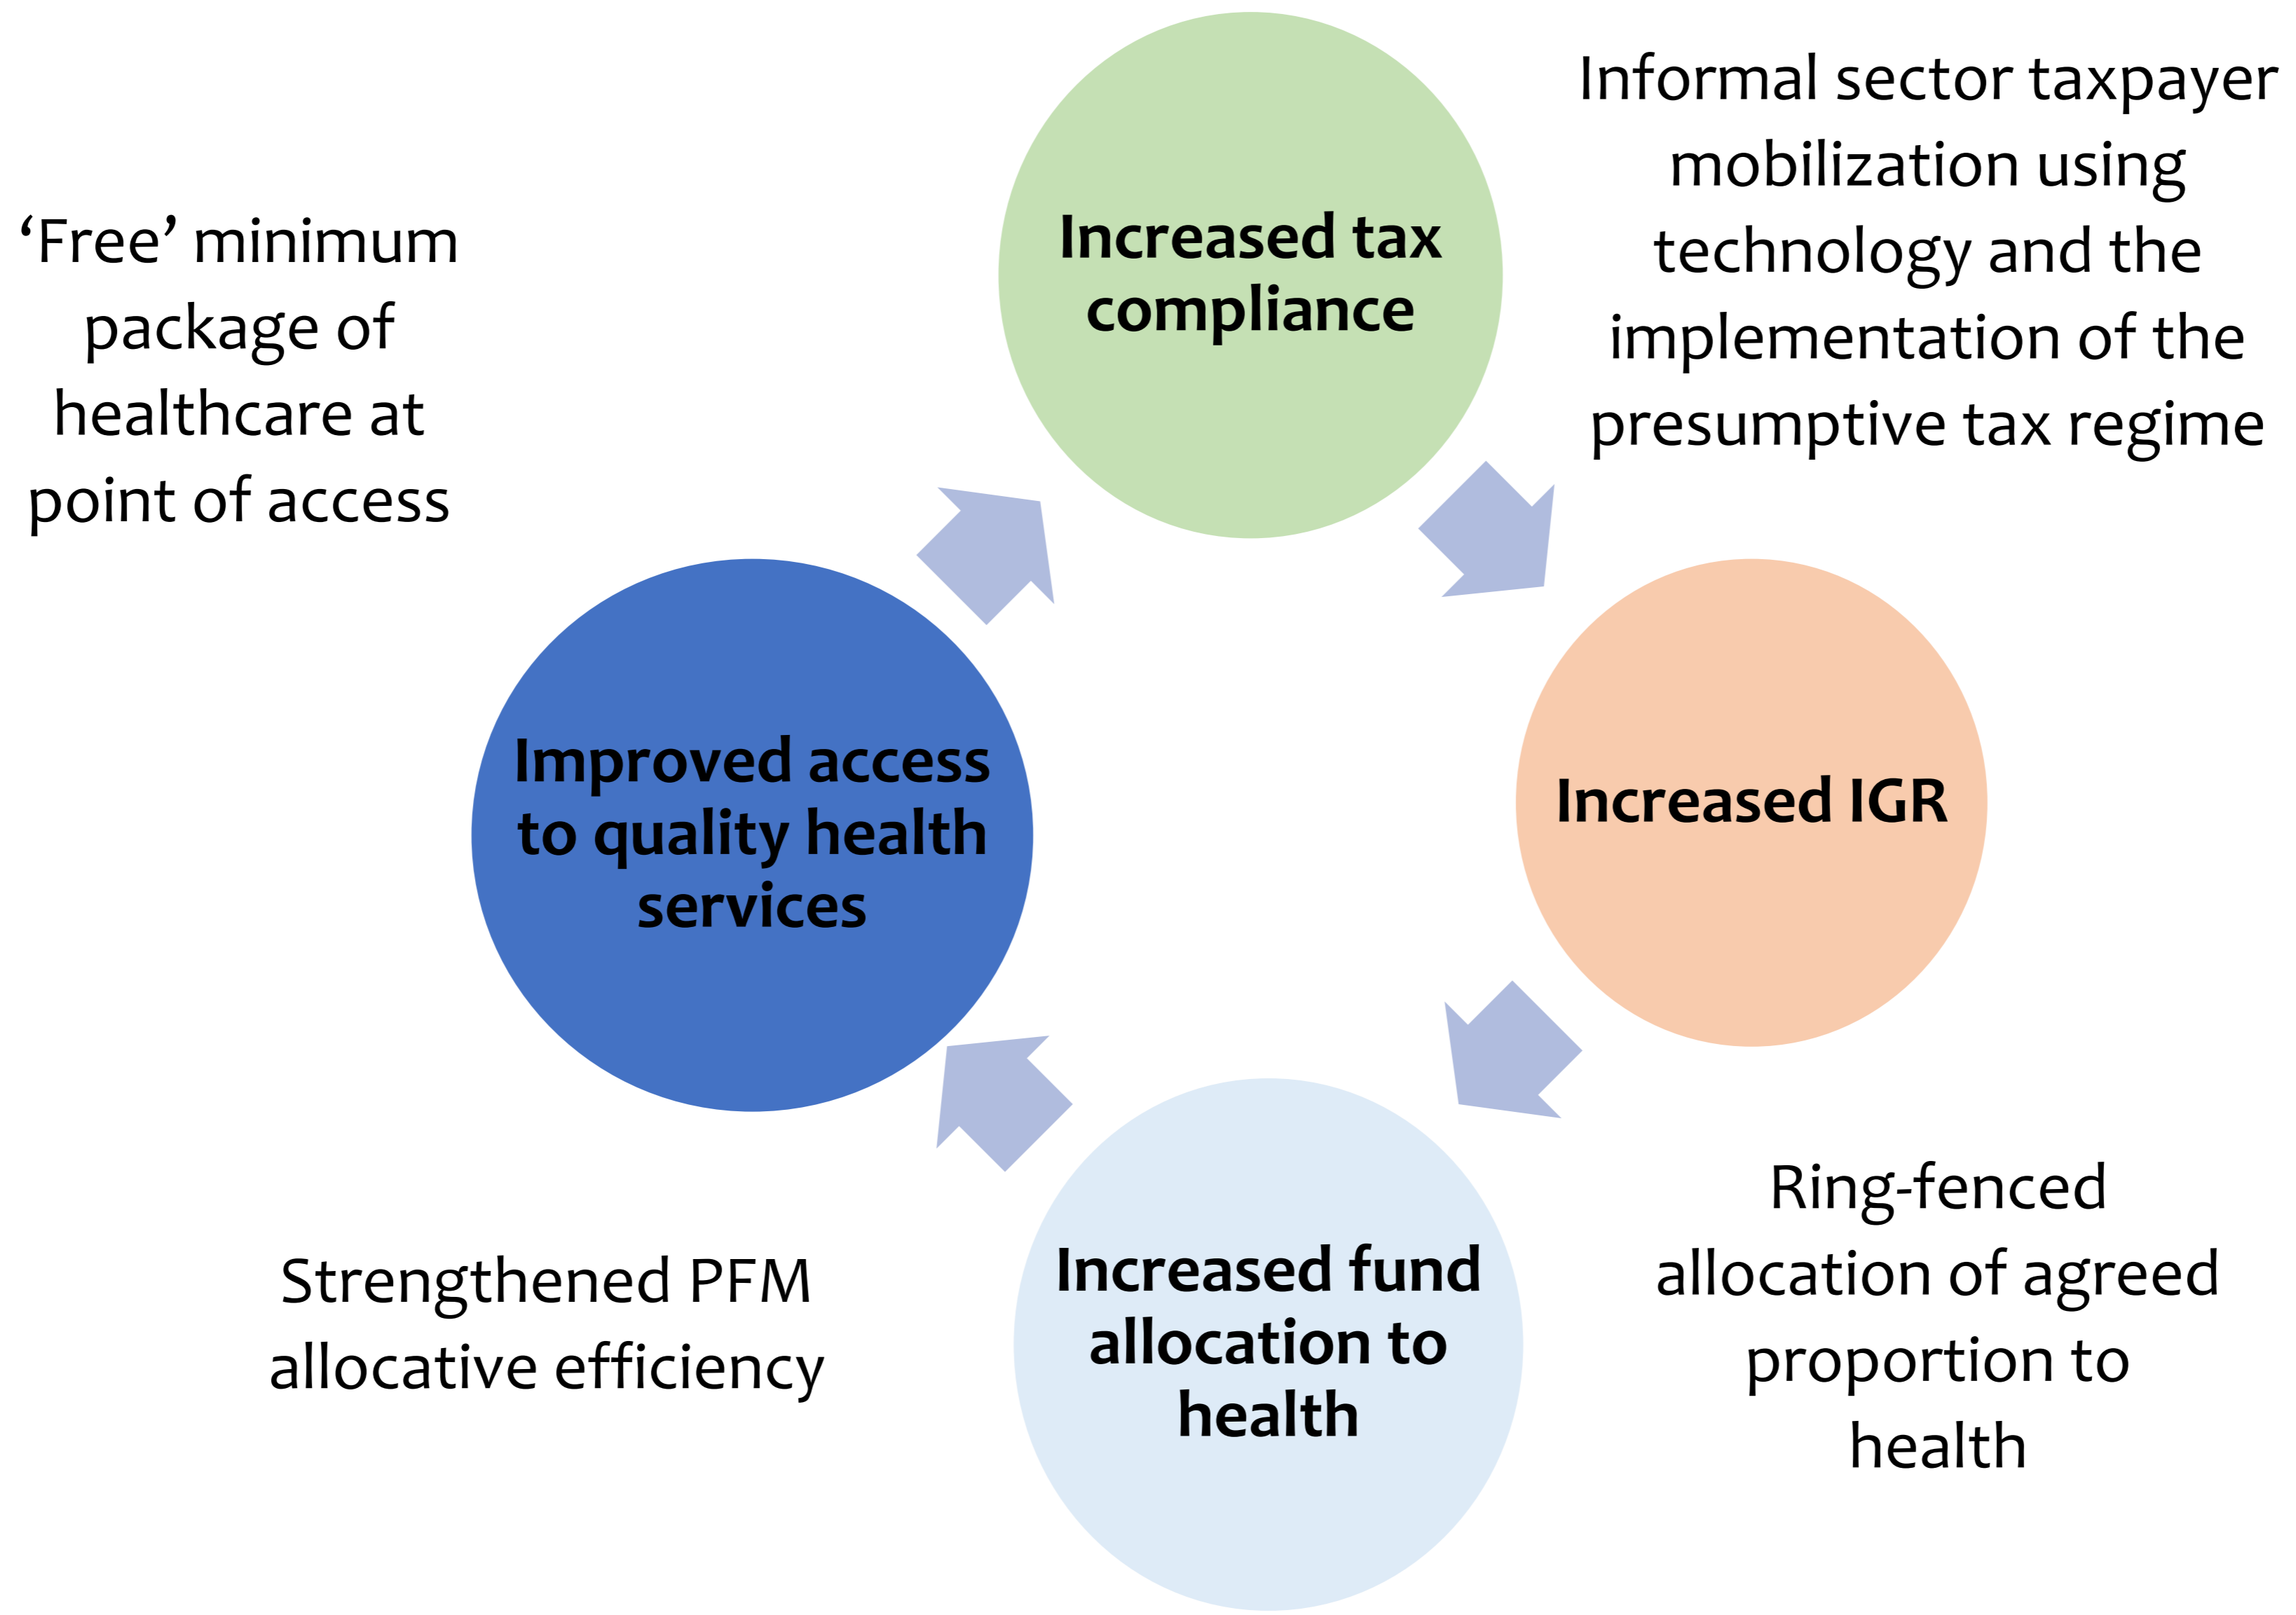 Increased tax
compliance
Informal sector taxpayer
mobilization using
technology and the
implementation of the
presumptive tax regime
Increased IGR
Ring-fenced
allocation of agreed
proportion to
health
Increased fund
allocation to
health
Strengthened PFM
allocative efficiency
Improved access
to quality health
services
‘Free’ minimum
package of
healthcare at
point of access